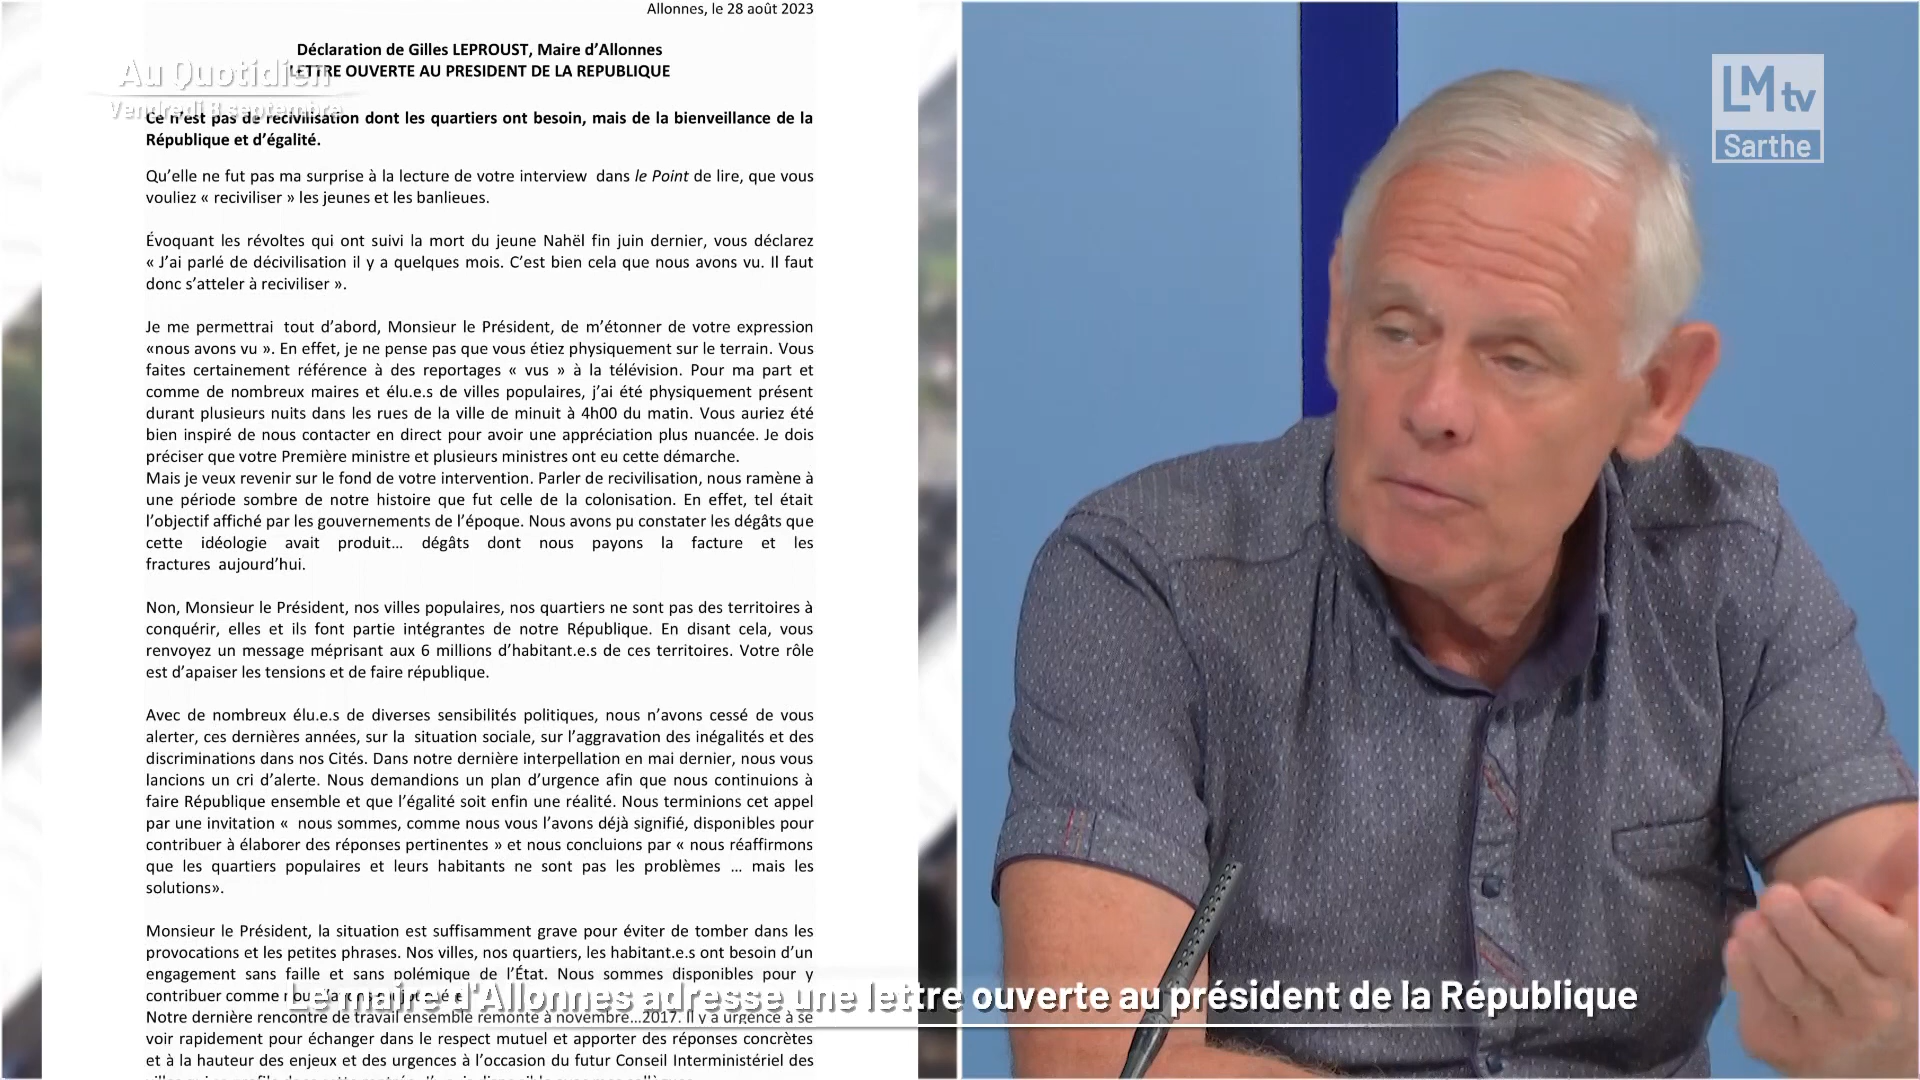 Allonnes, le 28 août 2023
Déclaration de Gilles LEPROUST, Maire d’Allonnes
LETTRE OUVERTE AU PRESIDENT DE LA REPUBLIQUE
Au Quotidien
Vendredi 8 septembre
Ce n’est pas de recivilisation dont les quartiers ont besoin, mais de la bienveillance de la
République et d’égalité.
Qu’elle ne fut pas ma surprise à la lecture de votre interview dans le Point de lire, que vous
vouliez « reciviliser » les jeunes et les banlieues.
Évoquant les révoltes qui ont suivi la mort du jeune Nahël fin juin dernier, vous déclarez
« J’ai parlé de décivilisation il y a quelques mois. C’est bien cela que nous avons vu. Il faut
donc s’atteler à reciviliser ».
Je me permettrai tout d’abord, Monsieur le Président, de m’étonner de votre expression
«nous avons vu ». En effet, je ne pense pas que vous étiez physiquement sur le terrain. Vous
faites certainement référence à des reportages « vus » à la télévision. Pour ma part et
comme de nombreux maires et élu.e.s de villes populaires, j’ai été physiquement présent
durant plusieurs nuits dans les rues de la ville de minuit à 4h00 du matin. Vous auriez été
bien inspiré de nous contacter en direct pour avoir une appréciation plus nuancée. Je dois
préciser que votre Première ministre et plusieurs ministres ont eu cette démarche.
Mais je veux revenir sur le fond de votre intervention. Parler de recivilisation, nous ramène à
une période sombre de notre histoire que fut celle de la colonisation. En effet, tel était
l’objectif affiché par les gouvernements de l’époque. Nous avons pu constater les dégâts que
cette idéologie avait produit… dégâts dont nous payons la facture et les
fractures aujourd’hui.
Non, Monsieur le Président, nos villes populaires, nos quartiers ne sont pas des territoires à
conquérir, elles et ils font partie intégrantes de notre République. En disant cela, vous
renvoyez un message méprisant aux 6 millions d’habitant.e.s de ces territoires. Votre rôle
est d’apaiser les tensions et de faire république.
Avec de nombreux élu.e.s de diverses sensibilités politiques, nous n’avons cessé de vous
alerter, ces dernières années, sur la situation sociale, sur l’aggravation des inégalités et des
discriminations dans nos Cités. Dans notre dernière interpellation en mai dernier, nous vous
lancions un cri d’alerte. Nous demandions un plan d’urgence afin que nous continuions à
faire République ensemble et que l’égalité soit enfin une réalité. Nous terminions cet appel
par une invitation « nous sommes, comme nous vous l’avons déjà signifié, disponibles pour
contribuer à élaborer des réponses pertinentes » et nous concluions par « nous réaffirmons
que les quartiers populaires et leurs habitants ne sont pas les problèmes … mais les
solutions».
Monsieur le Président, la situation est suffisamment grave pour éviter de tomber dans les
provocations et les petites phrases. Nos villes, nos quartiers, les habitant.e.s ont besoin d’un
engagement sans faille et sans polémique de l’État. Nous sommes disponibles pour y
contribuer comme
Notre dernière rencontre de travail ensemble remonte à novembre…2017. Il y a urgence à se
voir rapidement pour échanger dans le respect mutuel et apporter des réponses concrètes
et à la hauteur des enjeux et des urgences à l’occasion du futur Conseil Interministériel des
LM tv
Sarthe
Le maire d'Allonnes adresse une lettre ouverte au président de la République